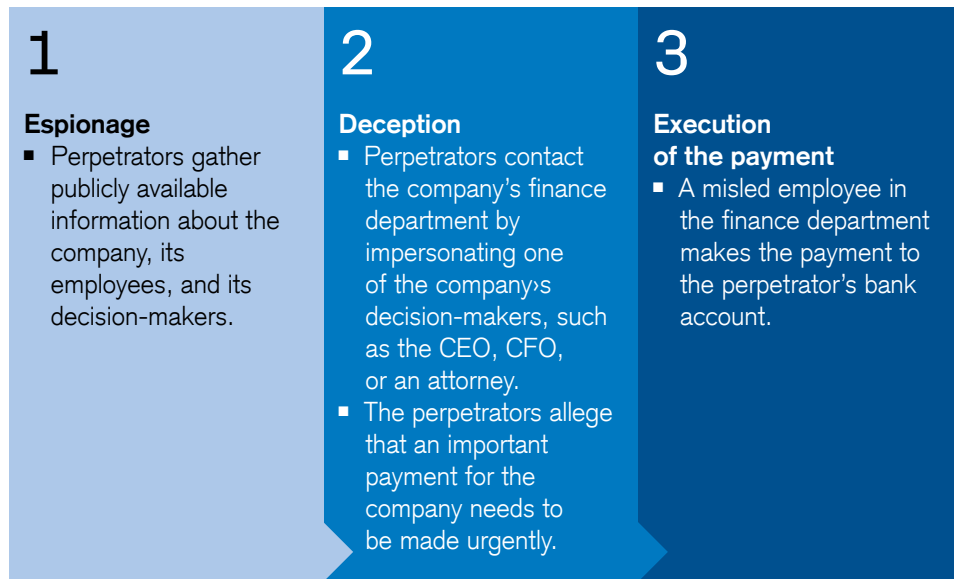 1
Espionage
▪ Perpetrators gather
publicly available
information about the
company, its
employees, and its
decision-makers.
2
Deception
▪ Perpetrators contact
the company’s finance
department by
impersonating one
of the company›s
decision-makers, such
as the CEO, CFO,
or an attorney.
▪ The perpetrators allege
that an important
payment for the
company needs to
be made urgently.
3
Execution
of the payment
▪ A misled employee in
the finance department
makes the payment to
the perpetrator’s bank
account.